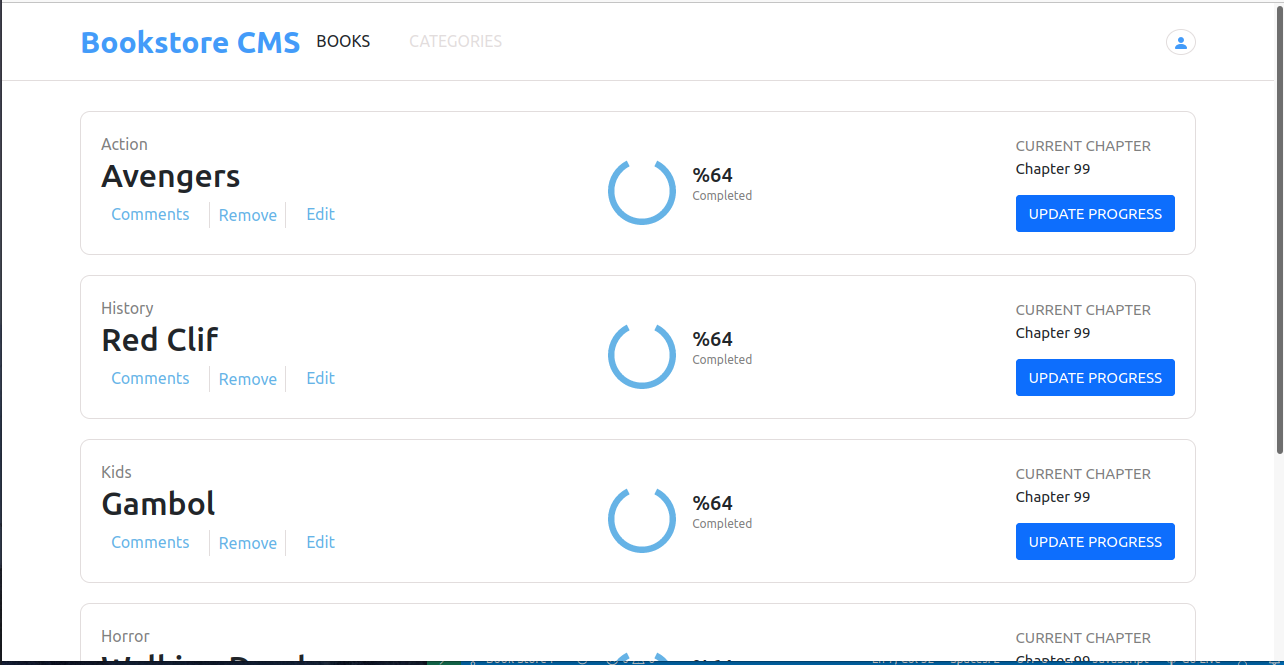 Bookstore CMS BOOKS CATEGORIES
Action
Avengers
Comments Remove Edit
%64
Completed
CURRENT CHAPTER
Chapter 99
UPDATE PROGRESS
History
Red Clif
Comments Remove Edit
%64
Completed
CURRENT CHAPTER
Chapter 99
UPDATE PROGRESS
Kids
Gambol
Comments Remove Edit
%64
Completed
CURRENT CHAPTER
Chapter 99
UPDATE PROGRESS
Horror
CURRENT CHAPTER
Chapter 99